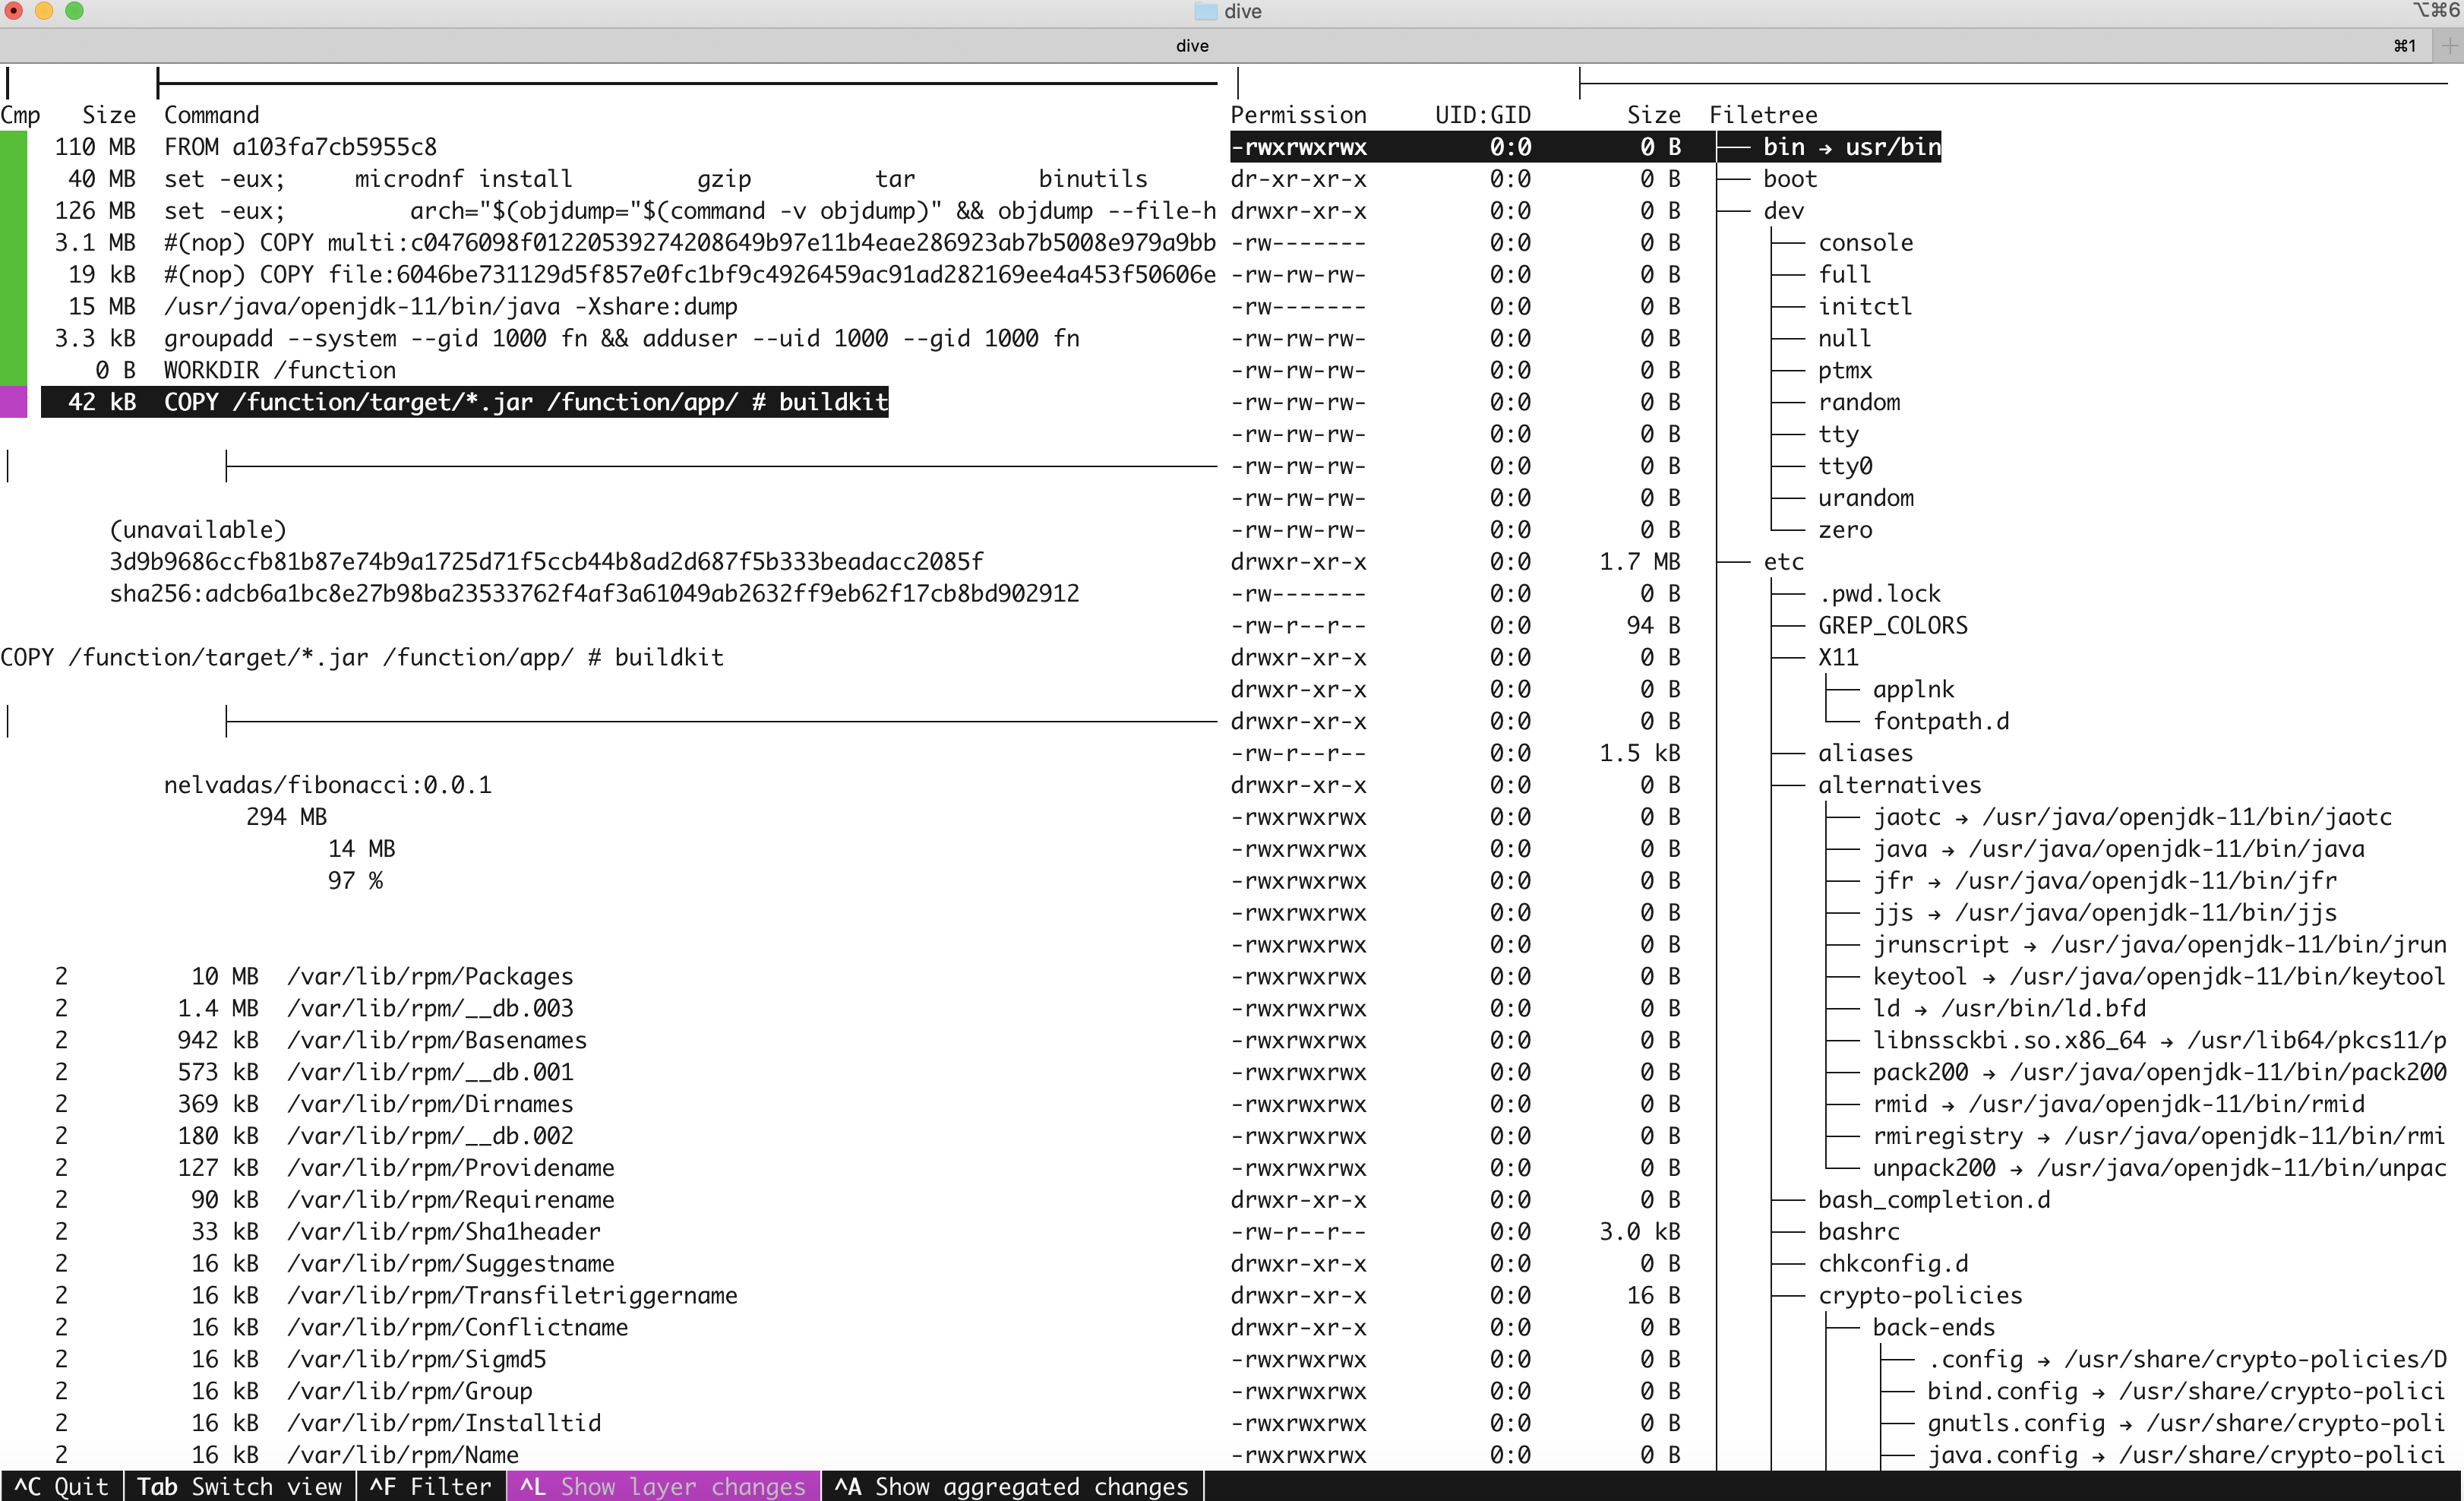 dive
⌥⌘6
dive
⌘1
Cmp Size Command
110 MB FROM a103fa7cb5955c8
40 MB set -eux; microdnf install gzip tar binutils
126 MB set -eux; arch="$(objdump="$(command -v objdump)" && objdump --file-h
3.1 MB #(nop) COPY multi:c0476098f01220539274208649b97e11b4eae286923ab7b5008e979a9bb
19 kB #(nop) COPY file:6046be731129d5f857e0fc1bf9c4926459ac91ad282169ee4a453f50606e
15 MB /usr/java/openjdk-11/bin/java -Xshare:dump
3.3 kB groupadd --system --gid 1000 fn && adduser --uid 1000 --gid 1000 fn
0 B WORKDIR /function
42 kB COPY /function/target/*.jar /function/app/ # buildkit
(unavailable)
3d9b9686ccfb81b87e74b9a1725d71f5ccb44b8ad2d687f5b333beadacc2085f
sha256:adcb6a1bc8e27b98ba23533762f4af3a61049ab2632ff9eb62f17cb8bd902912
COPY /function/target/*.jar /function/app/ # buildkit
nelvadas/fibonacci:0.0.1
294 MB
14 MB
97 %
2 10 MB /var/lib/rpm/Packages
2 1.4 MB /var/lib/rpm/__db.003
2 942 kB /var/lib/rpm/Basenames
2 573 kB /var/lib/rpm/__db.001
2 369 kB /var/lib/rpm/Dirnames
2 180 kB /var/lib/rpm/__db.002
2 127 kB /var/lib/rpm/Providename
2 90 kB /var/lib/rpm/Requirename
2 33 kB /var/lib/rpm/Sha1header
2 16 kB /var/lib/rpm/Suggestname
2 16 kB /var/lib/rpm/Transfiletriggername
2 16 kB /var/lib/rpm/Conflictname
2 16 kB /var/lib/rpm/Sigmd5
2 16 kB /var/lib/rpm/Group
2 16 kB /var/lib/rpm/Installtid
2 16 kB /var/lib/rpm/Name
Permission UID:GID Size Filetree
-rwxrwxrwx 0:0 0 B ├── bin → usr/bin
dr-xr-xr-x 0:0 0 B ├── boot
drwxr-xr-x 0:0 0 B ├── dev
-rw------- 0:0 0 B │ ├── console
-rw-rw-rw- 0:0 0 B │ ├── full
-rw------- 0:0 0 B │ ├── initctl
-rw-rw-rw- 0:0 0 B │ ├── null
-rw-rw-rw- 0:0 0 B │ ├── ptmx
-rw-rw-rw- 0:0 0 B │ ├── random
-rw-rw-rw- 0:0 0 B │ ├── tty
-rw-rw-rw- 0:0 0 B │ ├── tty0
-rw-rw-rw- 0:0 0 B │ ├── urandom
-rw-rw-rw- 0:0 0 B │ └── zero
drwxr-xr-x 0:0 1.7 MB ├── etc
-rw------- 0:0 0 B │ ├── .pwd.lock
-rw-r--r-- 0:0 94 B │ ├── GREP_COLORS
drwxr-xr-x 0:0 0 B │ ├── X11
drwxr-xr-x 0:0 0 B │ │ ├── applnk
drwxr-xr-x 0:0 0 B │ │ └── fontpath.d
-rw-r--r-- 0:0 1.5 kB │ ├── aliases
drwxr-xr-x 0:0 0 B │ ├── alternatives
-rwxrwxrwx 0:0 0 B │ │ ├── jaotc → /usr/java/openjdk-11/bin/jaotc
-rwxrwxrwx 0:0 0 B │ │ ├── java → /usr/java/openjdk-11/bin/java
-rwxrwxrwx 0:0 0 B │ │ ├── jfr → /usr/java/openjdk-11/bin/jfr
-rwxrwxrwx 0:0 0 B │ │ ├── jjs → /usr/java/openjdk-11/bin/jjs
-rwxrwxrwx 0:0 0 B │ │ ├── jrunscript → /usr/java/openjdk-11/bin/jrun
-rwxrwxrwx 0:0 0 B │ │ ├── keytool → /usr/java/openjdk-11/bin/keytool
-rwxrwxrwx 0:0 0 B │ │ ├── ld → /usr/bin/ld.bfd
-rwxrwxrwx 0:0 0 B │ │ ├── libnssckbi.so.x86_64 → /usr/lib64/pkcs11/p
-rwxrwxrwx 0:0 0 B │ │ ├── pack200 → /usr/java/openjdk-11/bin/pack200
-rwxrwxrwx 0:0 0 B │ │ ├── rmid → /usr/java/openjdk-11/bin/rmid
-rwxrwxrwx 0:0 0 B │ │ ├── rmiregistry → /usr/java/openjdk-11/bin/rmi
-rwxrwxrwx 0:0 0 B │ │ └── unpack200 → /usr/java/openjdk-11/bin/unpac
drwxr-xr-x 0:0 0 B │ ├── bash_completion.d
-rw-r--r-- 0:0 3.0 kB │ ├── bashrc
drwxr-xr-x 0:0 0 B │ ├── chkconfig.d
drwxr-xr-x 0:0 16 B │ ├── crypto-policies
drwxr-xr-x 0:0 0 B │ │ ├── back-ends
-rwxrwxrwx 0:0 0 B │ │ │ ├── .config → /usr/share/crypto-policies/D
-rwxrwxrwx 0:0 0 B │ │ │ ├── bind.config → /usr/share/crypto-polici
-rwxrwxrwx 0:0 0 B │ │ │ ├── gnutls.config → /usr/share/crypto-poli
-rwxrwxrwx 0:0 0 B │ │ │ ├── java.config → /usr/share/crypto-polici
^C Quit Tab Switch view ^F Filter ^L Show layer changes ^A Show aggregated changes